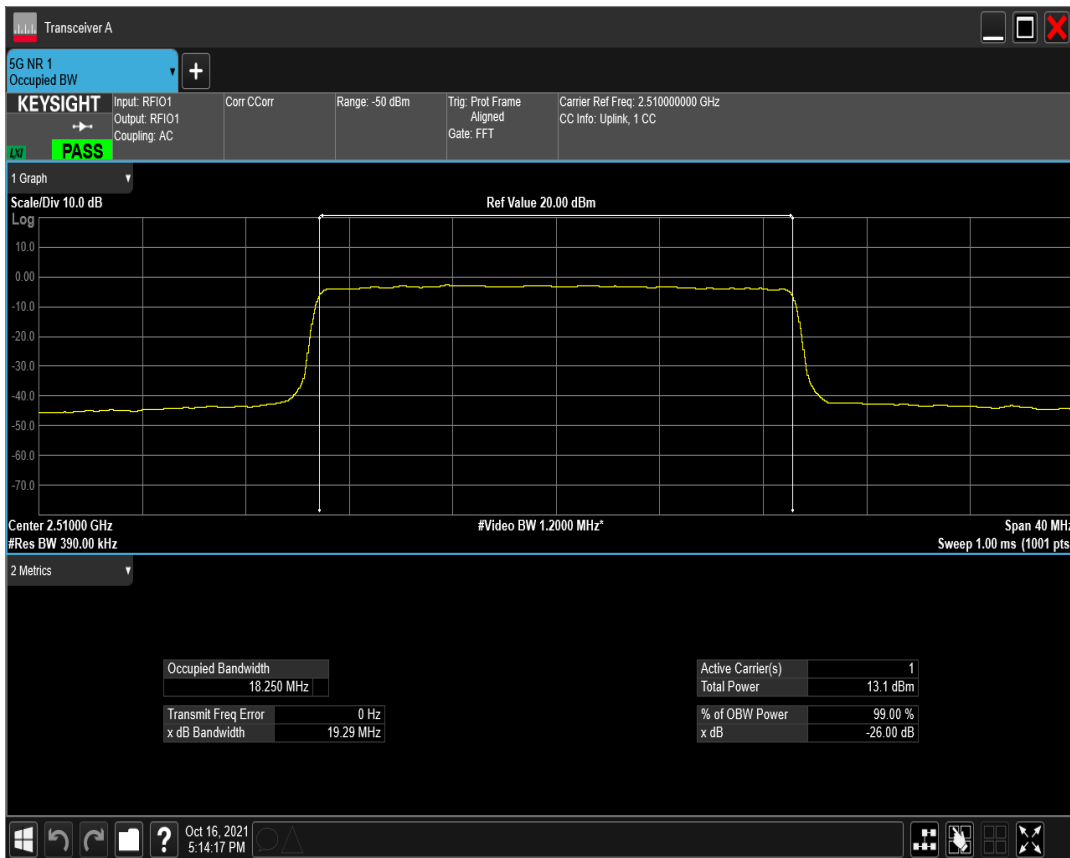 Transceiver A
5G NR 1
Occupied BW
KEYSIGHT
LXI
PASS
Input: RFIO1
Output: RFIO1
Coupling: AC
Corr CCorr
Range: -50 dBm
Trig: Prot Frame
Aligned
Gate: FFT
Carrier Ref Freq: 2.510000000 GHz
CC Info: Uplink, 1 CC
1 Graph
Scale/Div 10.0 dB
Ref Value 20.00 dBm
Log
10.0
0.00
-10.0
-20.0
-30.0
-40.0
-50.0
-60.0
-70.0
Center 2.51000 GHz
#Video BW 1.2000 MHz*
Span 40 MHz
#Res BW 390.00 kHz
Sweep 1.00 ms (1001 pts
2 Metrics
Occupied Bandwidth
18.250 MHz
Transmit Freq Error 0 Hz
x dB Bandwidth 19.29 MHz
Active Carrier(s) 1
Total Power 13.1 dBm
% of OBW Power 99.00 %
x dB -26.00 dB
Oct 16, 2021
5:14:17 PM